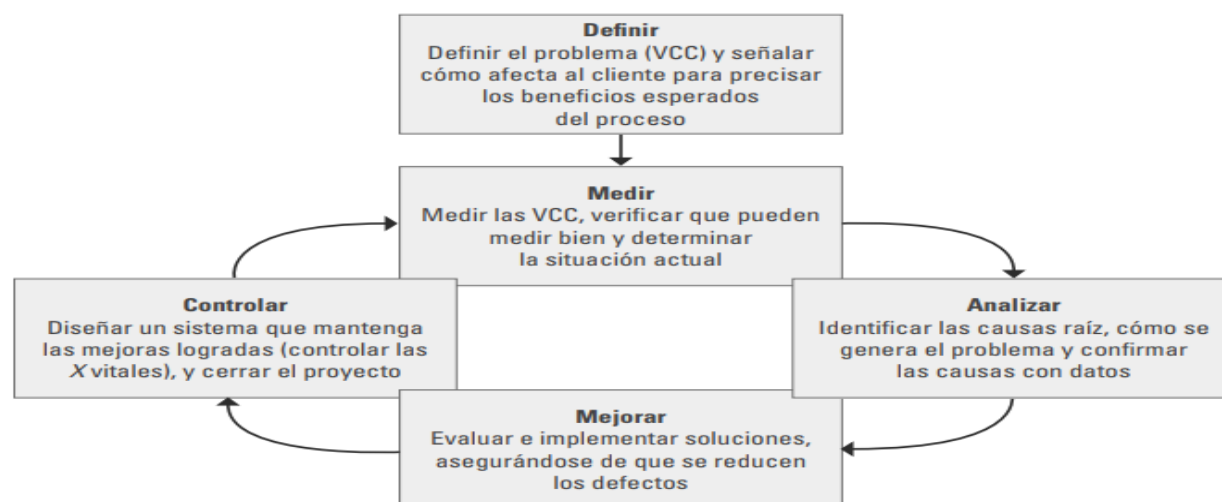 Definir
Definir el problema (VCC) y señalar
cómo afecta al cliente para precisar
los beneficios esperados
del proceso
Medir
Medir las VCC, verificar que pueden
medir bien y determinar
la situación actual
Controlar
Diseñar un sistema que mantenga
las mejoras logradas (controlar las
X vitales), y cerrar el proyecto
Analizar
Identificar las causas raíz, cómo se
genera el problema y confirmar
las causas con datos
Mejorar
Evaluar e implementar soluciones,
asegurándose de que se reducen
los defectos